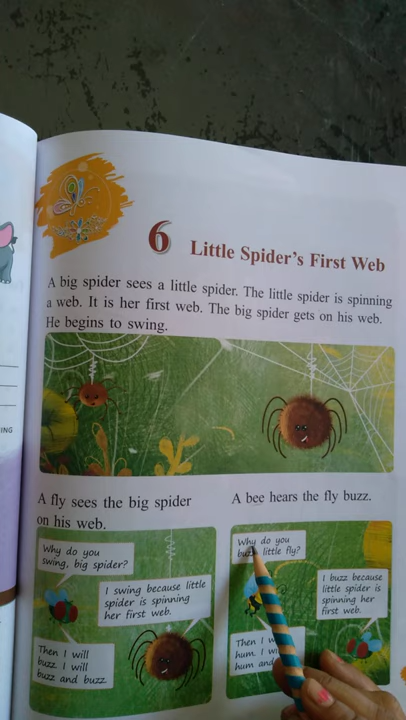 6
Little Spider's First Web
A big spider sees a little spider. The little spider is spinning
a web. It is her first web. The big spider gets on his web.
He begins to swing.
ING
A fly sees the big spider
on his web.
Why do you
swing, big spider?
I swing because little
spider is spinning
her first web.
Then I will
buzz. I will
buzz and buzz.
A bee hears the fly buzz.
Why do you
buzz little fly?
I buzz because
little spider is
spinning her
first web.
Then I
hum. I
hum and